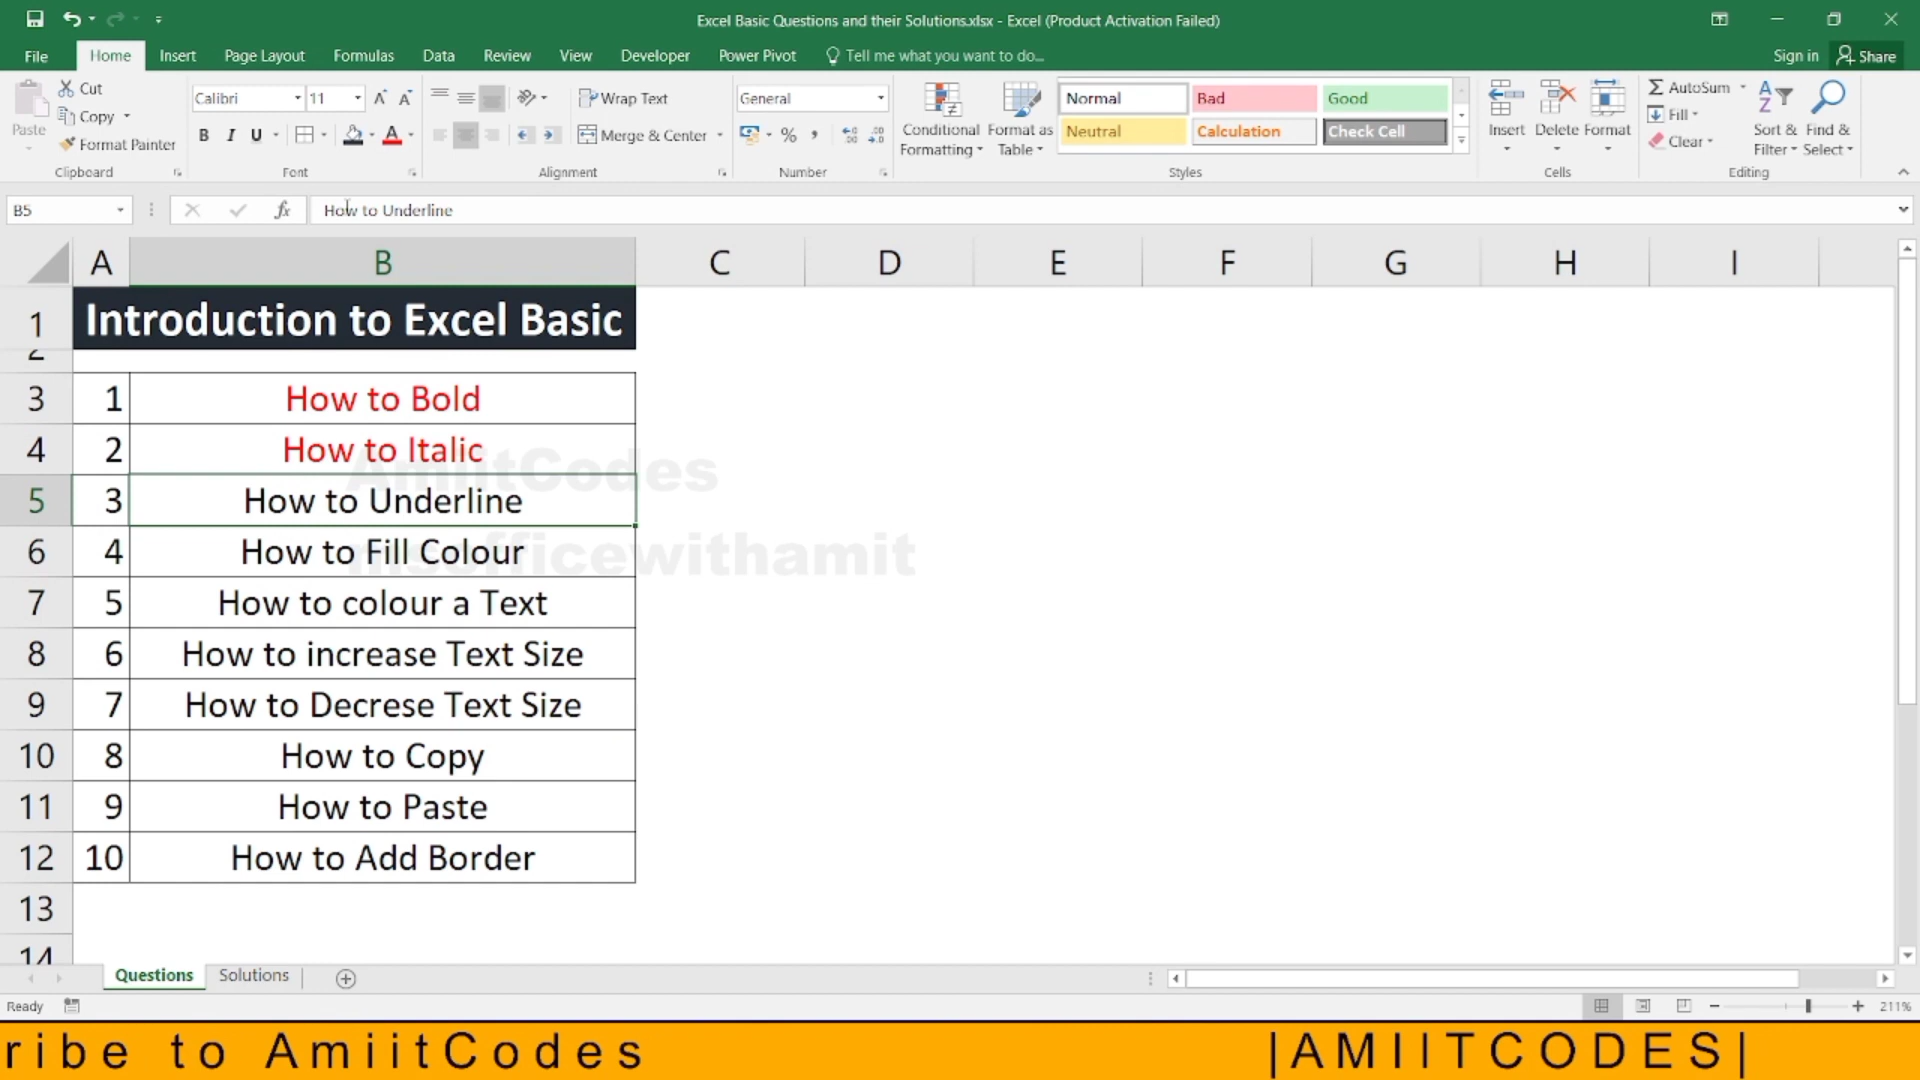 Excel Basic Questions and their Solutions.xlsx - Excel (Product Activation Failed)
File Home Insert Page Layout Formulas Data Review View Developer Power Pivot Tell me what you want to do... Sign in Share
Paste
Cut
Copy
Format Painter
Clipboard
Calibri 11
B I U A
Font
Wrap Text
Merge & Center
Alignment
General
% ,
Number
Conditional Formatting
Format as Table
Normal Bad Good
Neutral Calculation Check Cell
Styles
Insert Delete Format
Cells
AutoSum
Fill
Clear
Sort & Filter
Find & Select
Editing
B5 fx How to Underline
A B C D E F G H I
1 Introduction to Excel Basic
2
3 1 How to Bold
4 2 How to Italic
5 3 How to Underline
6 4 How to Fill Colour
7 5 How to colour a Text
8 6 How to increase Text Size
9 7 How to Decrese Text Size
10 8 How to Copy
11 9 How to Paste
12 10 How to Add Border
13
14
AmiitCodes
msofficewithamit
Questions Solutions
Ready 211%
ribe to AmiitCodes |AMIITCODES|